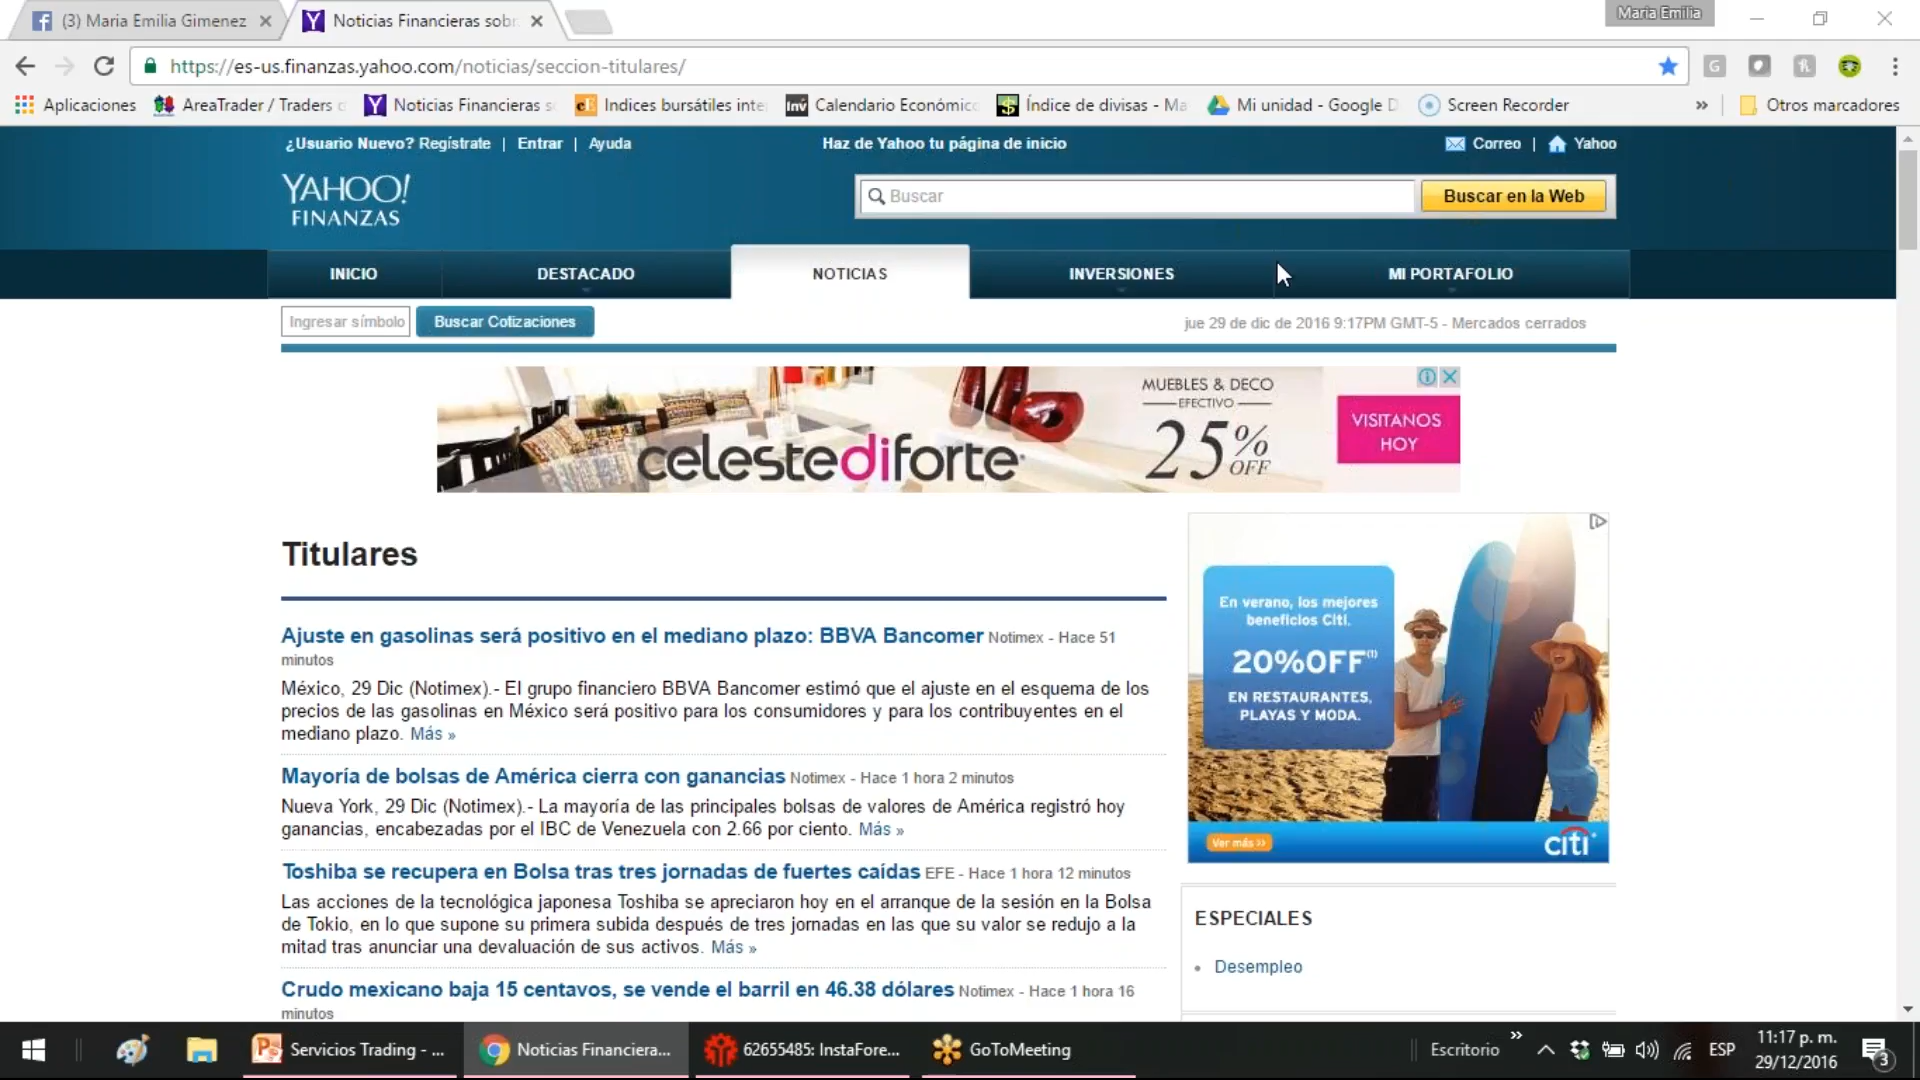 (3) Maria Emilia Gimenez
Noticias Financieras sobr
Maria Emilia
https://es-us.finanzas.yahoo.com/noticias/seccion-titulares/
Aplicaciones
AreaTrader / Traders
Noticias Financieras
Indices bursátiles inte
Calendario Económic
Índice de divisas - Ma
Mi unidad - Google D
Screen Recorder
»
Otros marcadores
¿Usuario Nuevo? Regístrate | Entrar | Ayuda
Haz de Yahoo tu página de inicio
Correo | Yahoo
YAHOO!
FINANZAS
Buscar
Buscar en la Web
INICIO
DESTACADO
NOTICIAS
INVERSIONES
MI PORTAFOLIO
Ingresar símbolo
Buscar Cotizaciones
jue 29 de dic de 2016 9:17PM GMT-5 - Mercados cerrados
celestediforte
MUEBLES & DECO
EFECTIVO
25% OFF
VISITANOS
HOY
Titulares
Ajuste en gasolinas será positivo en el mediano plazo: BBVA Bancomer Notimex - Hace 51
minutos
México, 29 Dic (Notimex).- El grupo financiero BBVA Bancomer estimó que el ajuste en el esquema de los
precios de las gasolinas en México será positivo para los consumidores y para los contribuyentes en el
mediano plazo. Más »
Mayoría de bolsas de América cierra con ganancias Notimex - Hace 1 hora 2 minutos
Nueva York, 29 Dic (Notimex).- La mayoría de las principales bolsas de valores de América registró hoy
ganancias, encabezadas por el IBC de Venezuela con 2.66 por ciento. Más »
Toshiba se recupera en Bolsa tras tres jornadas de fuertes caídas EFE - Hace 1 hora 12 minutos
Las acciones de la tecnológica japonesa Toshiba se apreciaron hoy en el arranque de la sesión en la Bolsa
de Tokio, en lo que supone su primera subida después de tres jornadas en las que su valor se redujo a la
mitad tras anunciar una devaluación de sus activos. Más »
Crudo mexicano baja 15 centavos, se vende el barril en 46.38 dólares Notimex - Hace 1 hora 16
minutos
En verano, los mejores
beneficios Citi.
20%OFF(1)
EN RESTAURANTES,
PLAYAS Y MODA.
Ver más >>
citi
ESPECIALES
• Desempleo
Servicios Trading - ...
Noticias Financiera...
62655485: InstaFore...
GoToMeeting
Escritorio
»
ESP
11:17 p. m.
29/12/2016
3